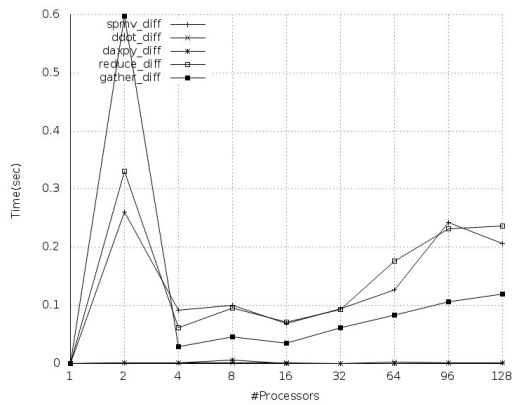 0.6
0.5
0.4
0.3
0.2
0.1
0
Time(sec)
spmv_diff
ddot_diff
daxpy_diff
reduce_diff
gather_diff
1 2 4 8 16 32 64 96 128
#Processors